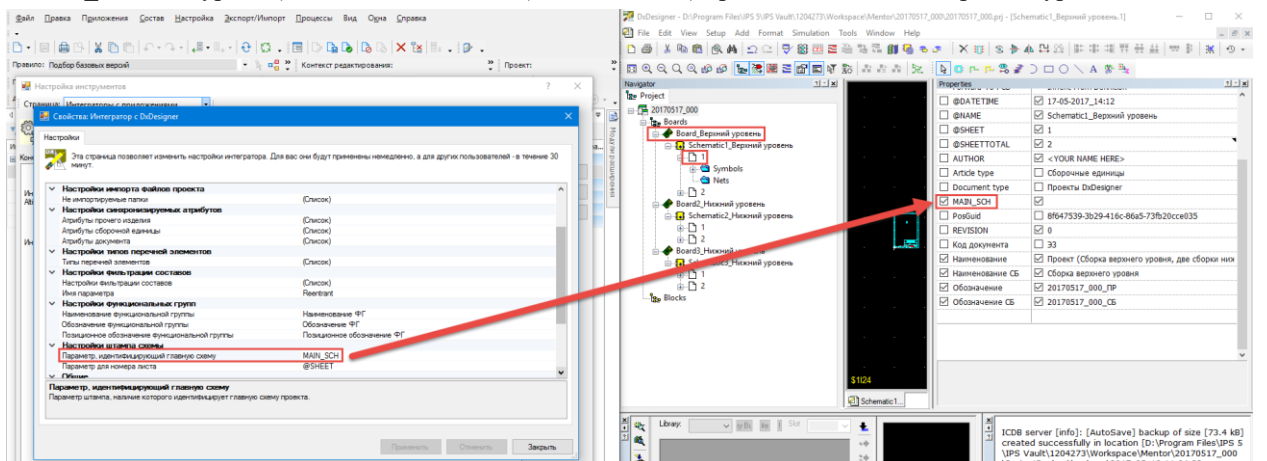 Файл Правка Приложения Состав Настройка Экспорт/Импорт Процессы Вид Окна Справка
Правило: Подбор базовых версий
Контекст редактирования:
Проект:
Настройка инструментов
Страница: Интеграторы с приложениями
Свойства: Интегратор с DxDesigner
Настройки
Эта страница позволяет изменить настройки интегратора. Для вас они будут применены немедленно, а для других пользователей - в течение 30 минут.
Настройки импорта файлов проекта
Не импортируемые папки (Список)
Настройки синхронизируемых атрибутов
Атрибуты прочего изделия (Список)
Атрибуты сборочной единицы (Список)
Атрибуты документа (Список)
Настройки типов перечней элементов
Типы перечней элементов (Список)
Настройки фильтрации составов
Настройки фильтрации составов (Список)
Имя параметра Reentrant
Настройки функциональных групп
Наименование функциональной группы Наименование ФГ
Обозначение функциональной группы Обозначение ФГ
Позиционное обозначение функциональной группы Позиционное обозначение ФГ
Настройки штампа схемы
Параметр, идентифицирующий главную схему MAIN_SCH
Параметр для номера листа @SHEET
Общие
Параметр, идентифицирующий главную схему
Параметр штампа, наличие которого идентифицирует главную схему проекта.
Применить Отменить Закрыть
DxDesigner - D:\Program Files\IPS 5\IPS Vault\1204273\Workspace\Mentor\20170517_000\20170517_000.prj - [Schematic1_Верхний уровень.1]
File Edit View Setup Add Format Simulation Tools Window Help
Navigator
Project
20170517_000
Boards
Board_Верхний уровень
Schematic1_Верхний уровень
1
Symbols
Nets
2
Board2_Нижний уровень
Schematic2_Нижний уровень
1
2
Board3_Нижний уровень
Schematic3_Нижний уровень
1
2
Blocks
$1I24
Schematic1...
Properties
@DATETIME 17-05-2017_14:12
@NAME Schematic1_Верхний уровень
@SHEET 1
@SHEETTOTAL 2
AUTHOR <YOUR NAME HERE>
Article type Сборочные единицы
Document type Проекты DxDesigner
MAIN_SCH
PosGuid 8f647539-3b29-416c-86a5-73fb20cce035
REVISION 0
Код документа 33
Наименование Проект (Сборка верхнего уровня, две сборки ниж
Наименование СБ Сборка верхнего уровня
Обозначение 20170517_000_ПР
Обозначение СБ 20170517_000_СБ
Library: Slot
ICDB server [info]: [AutoSave] backup of size [73.4 kB]
created successfully in location [D:\Program Files\IPS 5
\IPS Vault\1204273\Workspace\Mentor\20170517_000